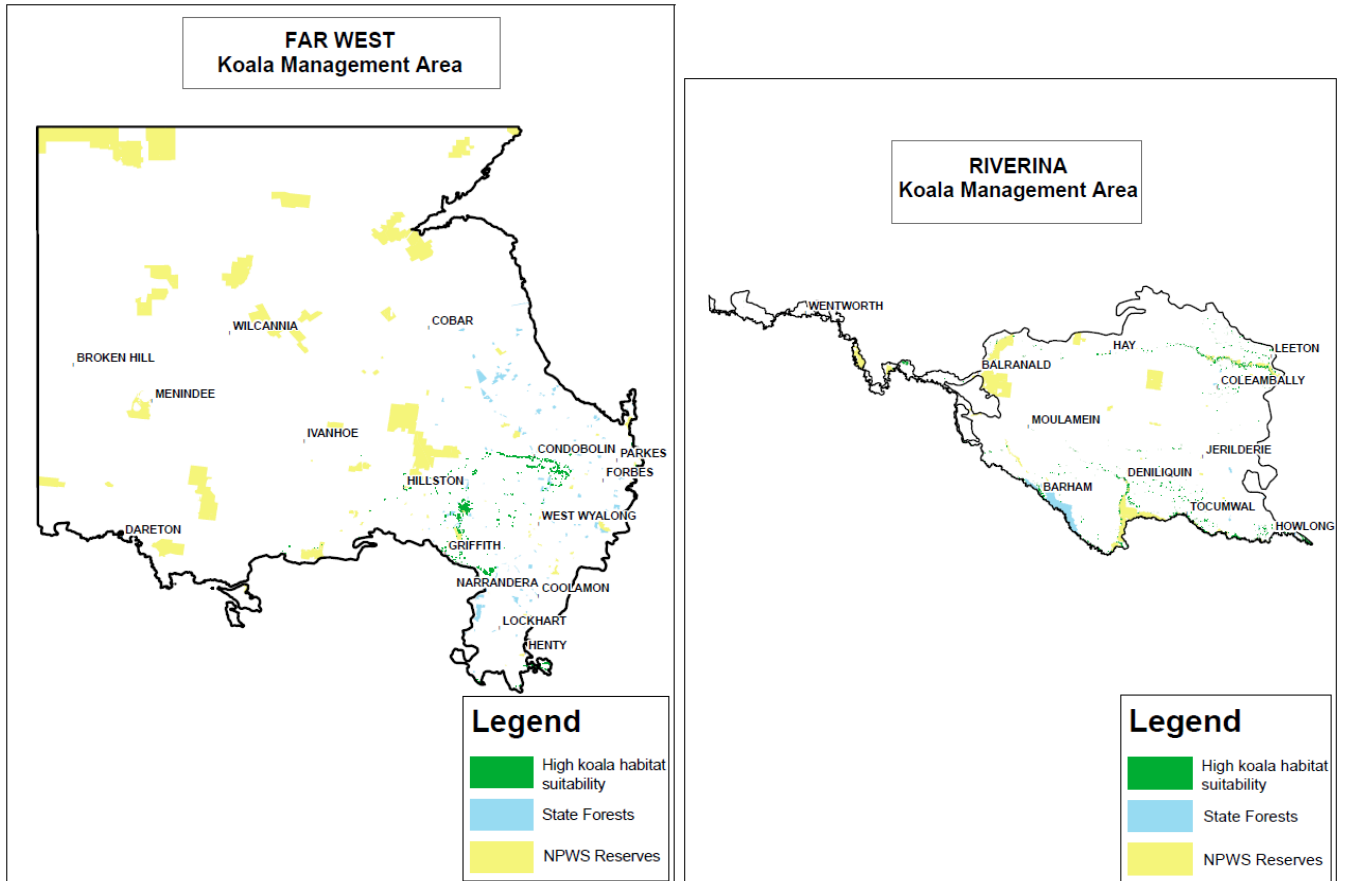 FAR WEST
Koala Management Area
COBAR
WILCANNIA
BROKEN HILL
MENINDEE
IVANHOE
CONDOBOLIN
PARKES
FORBES
HILLSTON
WEST WYALONG
DARETON
GRIFFITH
NARRANDERA
COOLAMON
LOCKHART
HENTY
Legend
High koala habitat
suitability
State Forests
NPWS Reserves
RIVERINA
Koala Management Area
WENTWORTH
HAY
LEETON
BALRANALD
COLEAMBALLY
MOULAMEIN
JERILDERIE
DENILIQUIN
BARHAM
TOCUMWAL
HOWLONG
Legend
High koala habitat
suitability
State Forests
NPWS Reserves